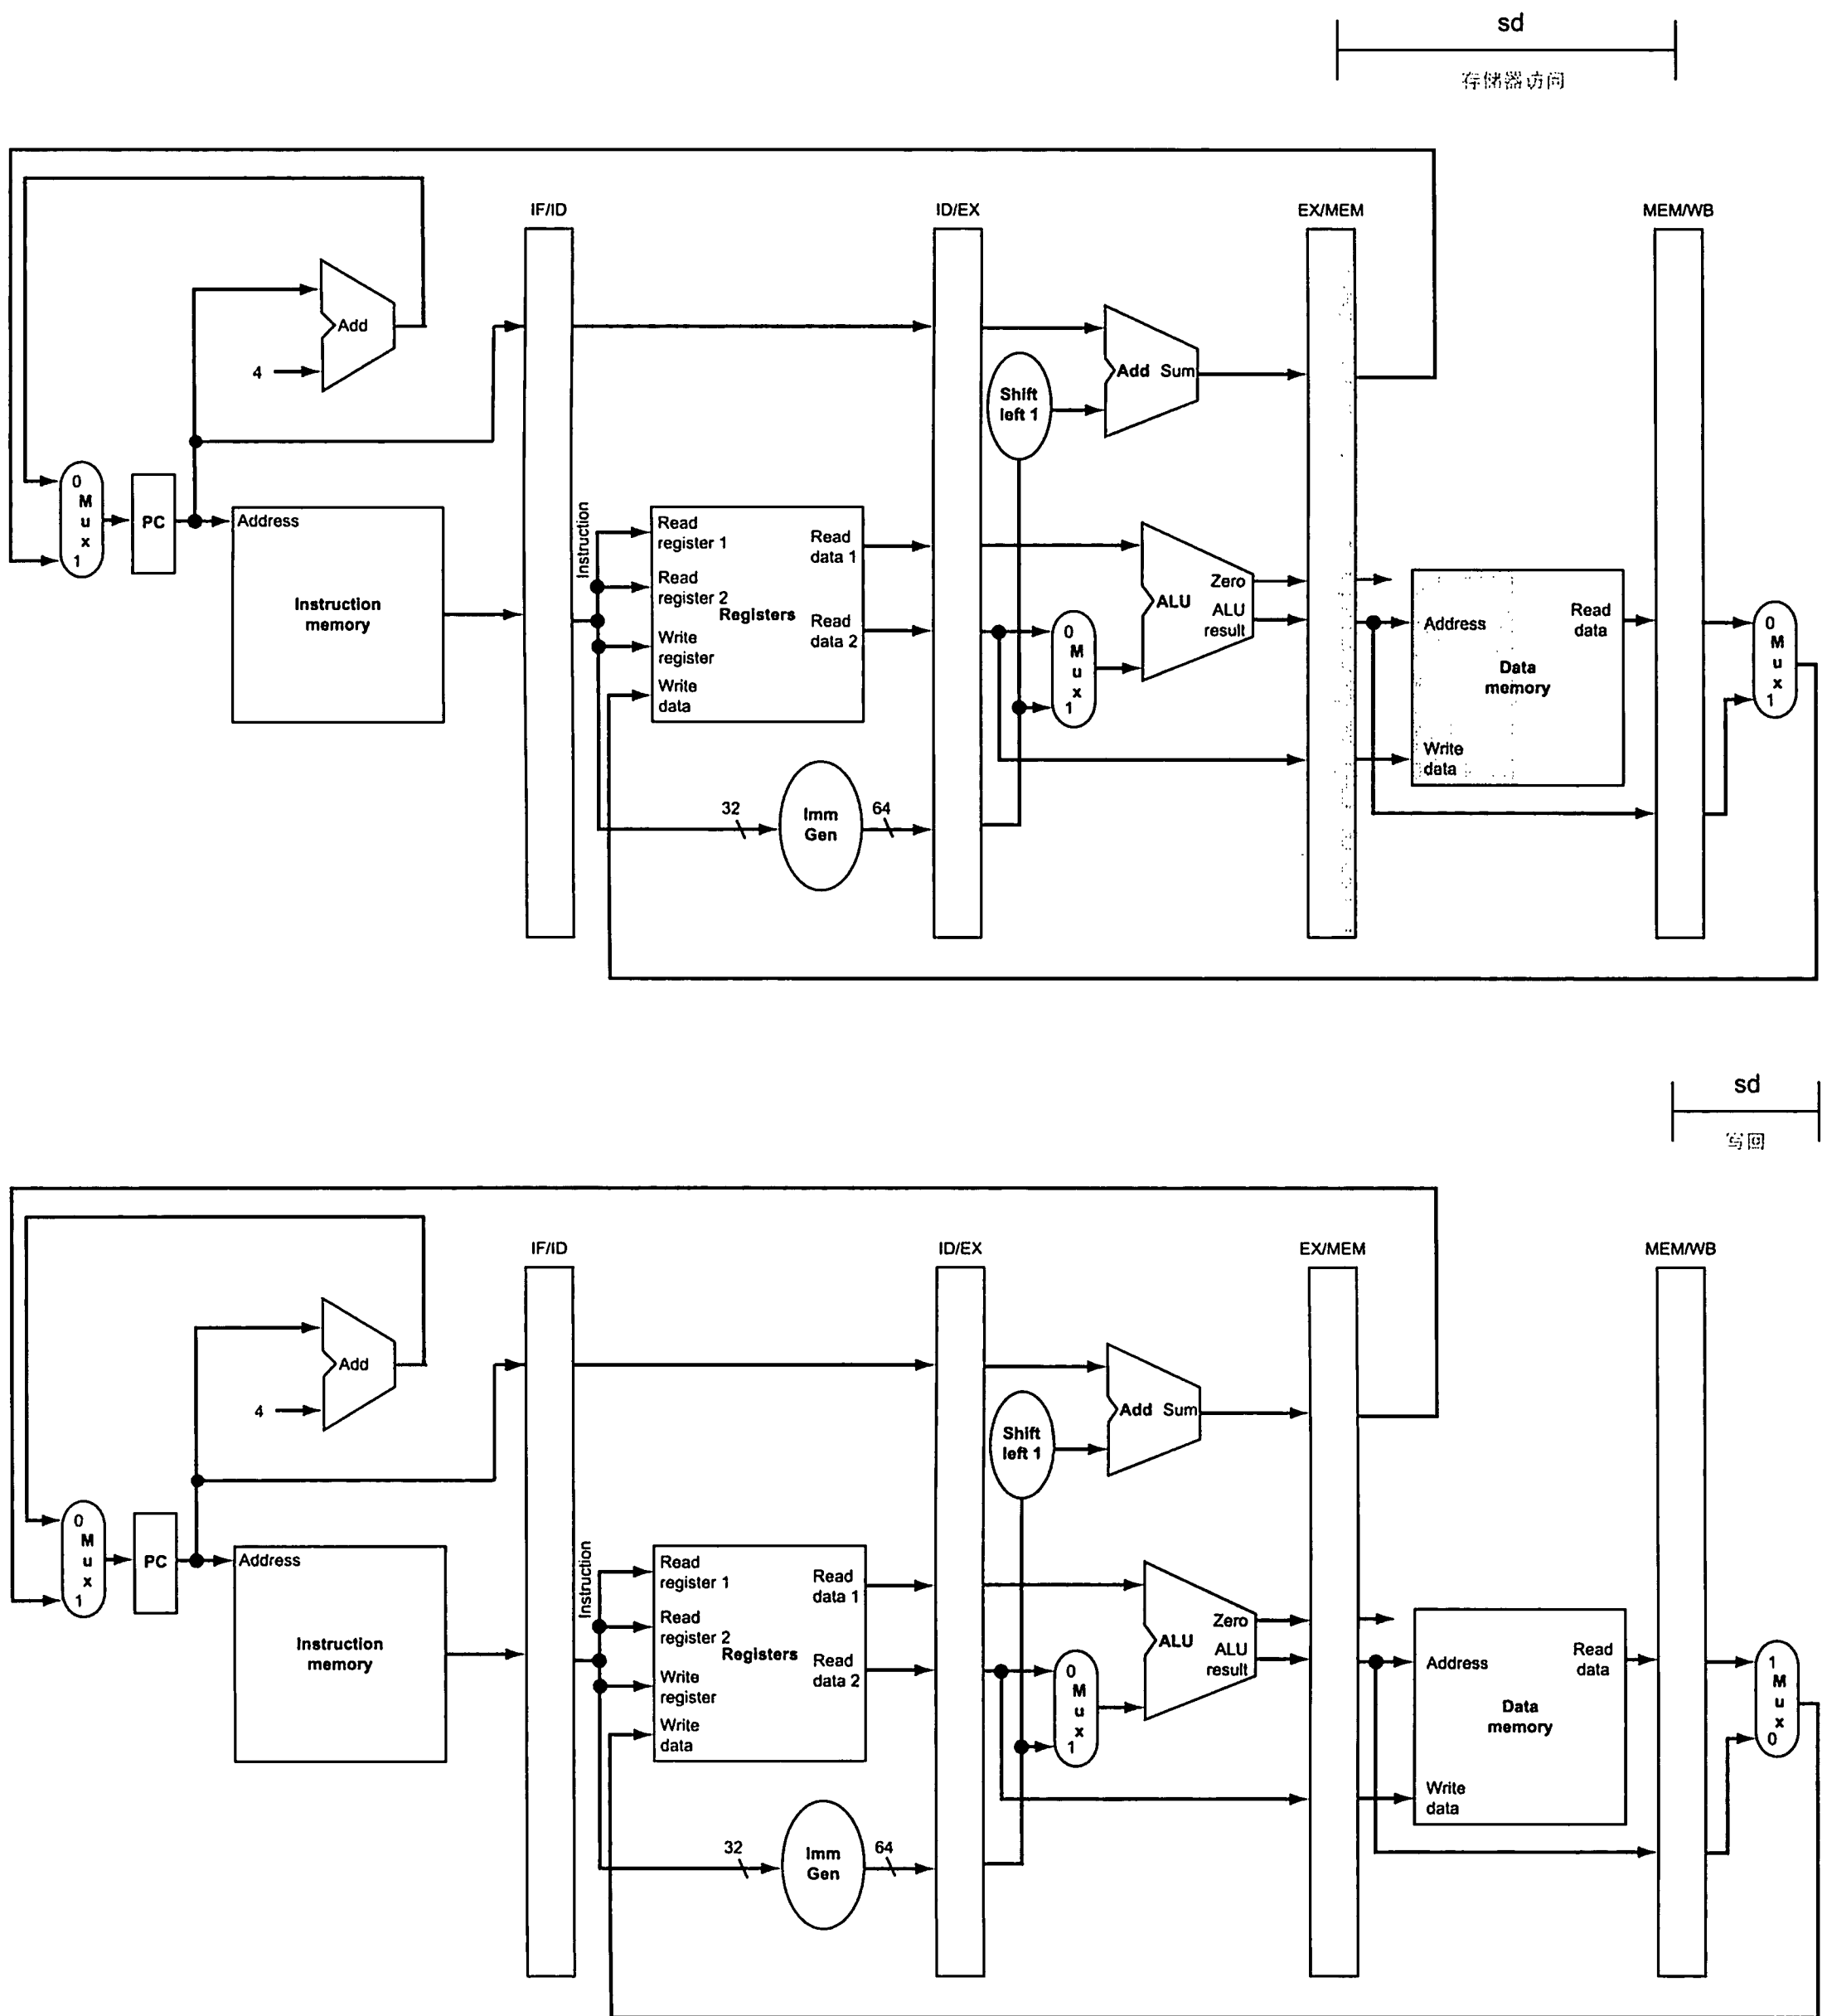 sd
存储器访问
IF/ID
ID/EX
EX/MEM
MEM/WB
Add
4
Add Sum
Shift
left 1
0
M
u
x
1
PC
Address
Instruction
memory
Instruction
Read
register 1
Read
register 2
Write
register
Write
data
Registers
Read
data 1
Read
data 2
0
M
u
x
1
ALU
Zero
ALU
result
Address
Write
data
Data
memory
Read
data
0
M
u
x
1
32
Imm
Gen
64
sd
写回
IF/ID
ID/EX
EX/MEM
MEM/WB
Add
4
Add Sum
Shift
left 1
0
M
u
x
1
PC
Address
Instruction
memory
Instruction
Read
register 1
Read
register 2
Write
register
Write
data
Registers
Read
data 1
Read
data 2
0
M
u
x
1
ALU
Zero
ALU
result
Address
Write
data
Data
memory
Read
data
1
M
u
x
0
32
Imm
Gen
64